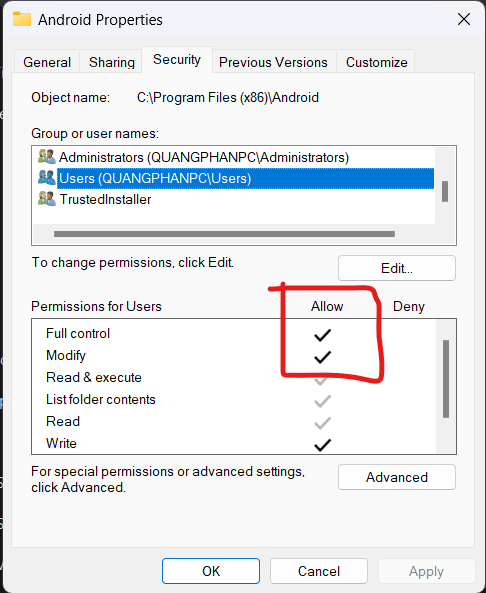 Android Properties
General
Sharing
Security
Previous Versions
Customize
Object name: C:\Program Files (x86)\Android
Group or user names:
Administrators (QUANGPHANPC\Administrators)
Users (QUANGPHANPC\Users)
TrustedInstaller
To change permissions, click Edit.
Edit...
Permissions for Users Allow Deny
Full control
Modify
Read & execute
List folder contents
Read
Write
For special permissions or advanced settings,
click Advanced.
Advanced
OK
Cancel
Apply